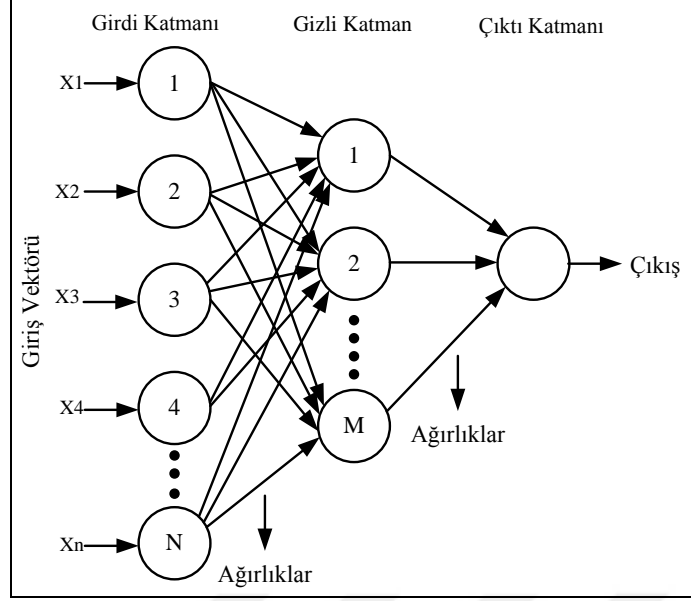 Girdi Katmanı
Gizli Katman
Çıktı Katmanı
Giriş Vektörü
X1
1
X2
2
X3
3
X4
4
Xn
N
1
2
M
Çıkış
Ağırlıklar
Ağırlıklar